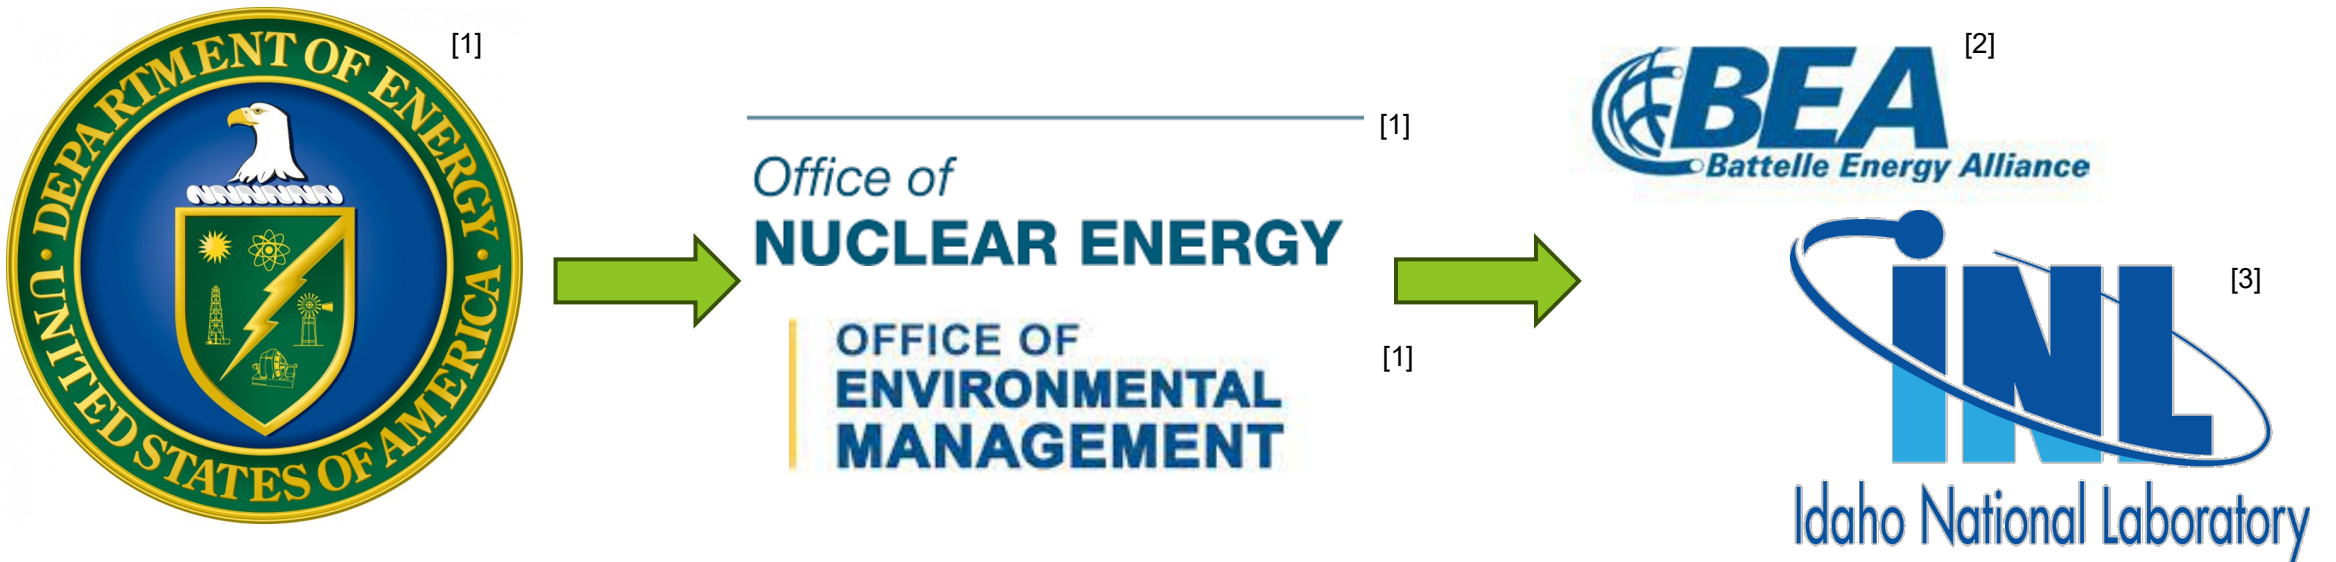 DEPARTMENT OF ENERGY
UNITED STATES OF AMERICA
[1]
[1]
Office of
NUCLEAR ENERGY
OFFICE OF
ENVIRONMENTAL
MANAGEMENT
[1]
BEA
[2]
Battelle Energy Alliance
iNL
[3]
Idaho National Laboratory